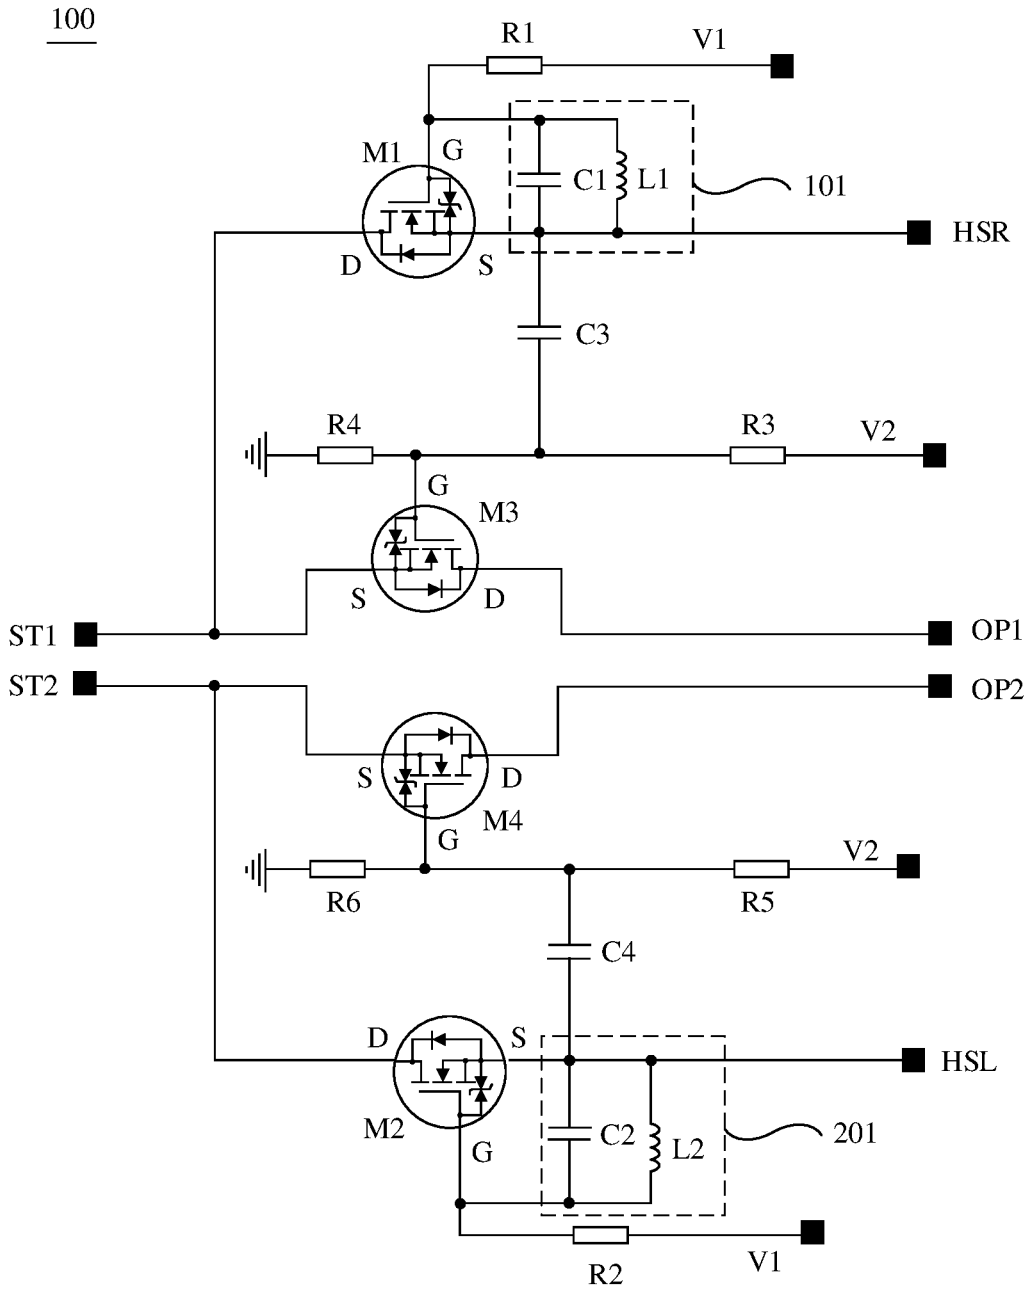 100
R1 V1
M1 G
C1 L1 101
HSR
D S
C3
R4 R3 V2
G
M3
S D
ST1 OP1
ST2 OP2
S D
M4
G
V2
R6 R5
C4
D S
HSL
M2 C2 201
G L2
V1
R2